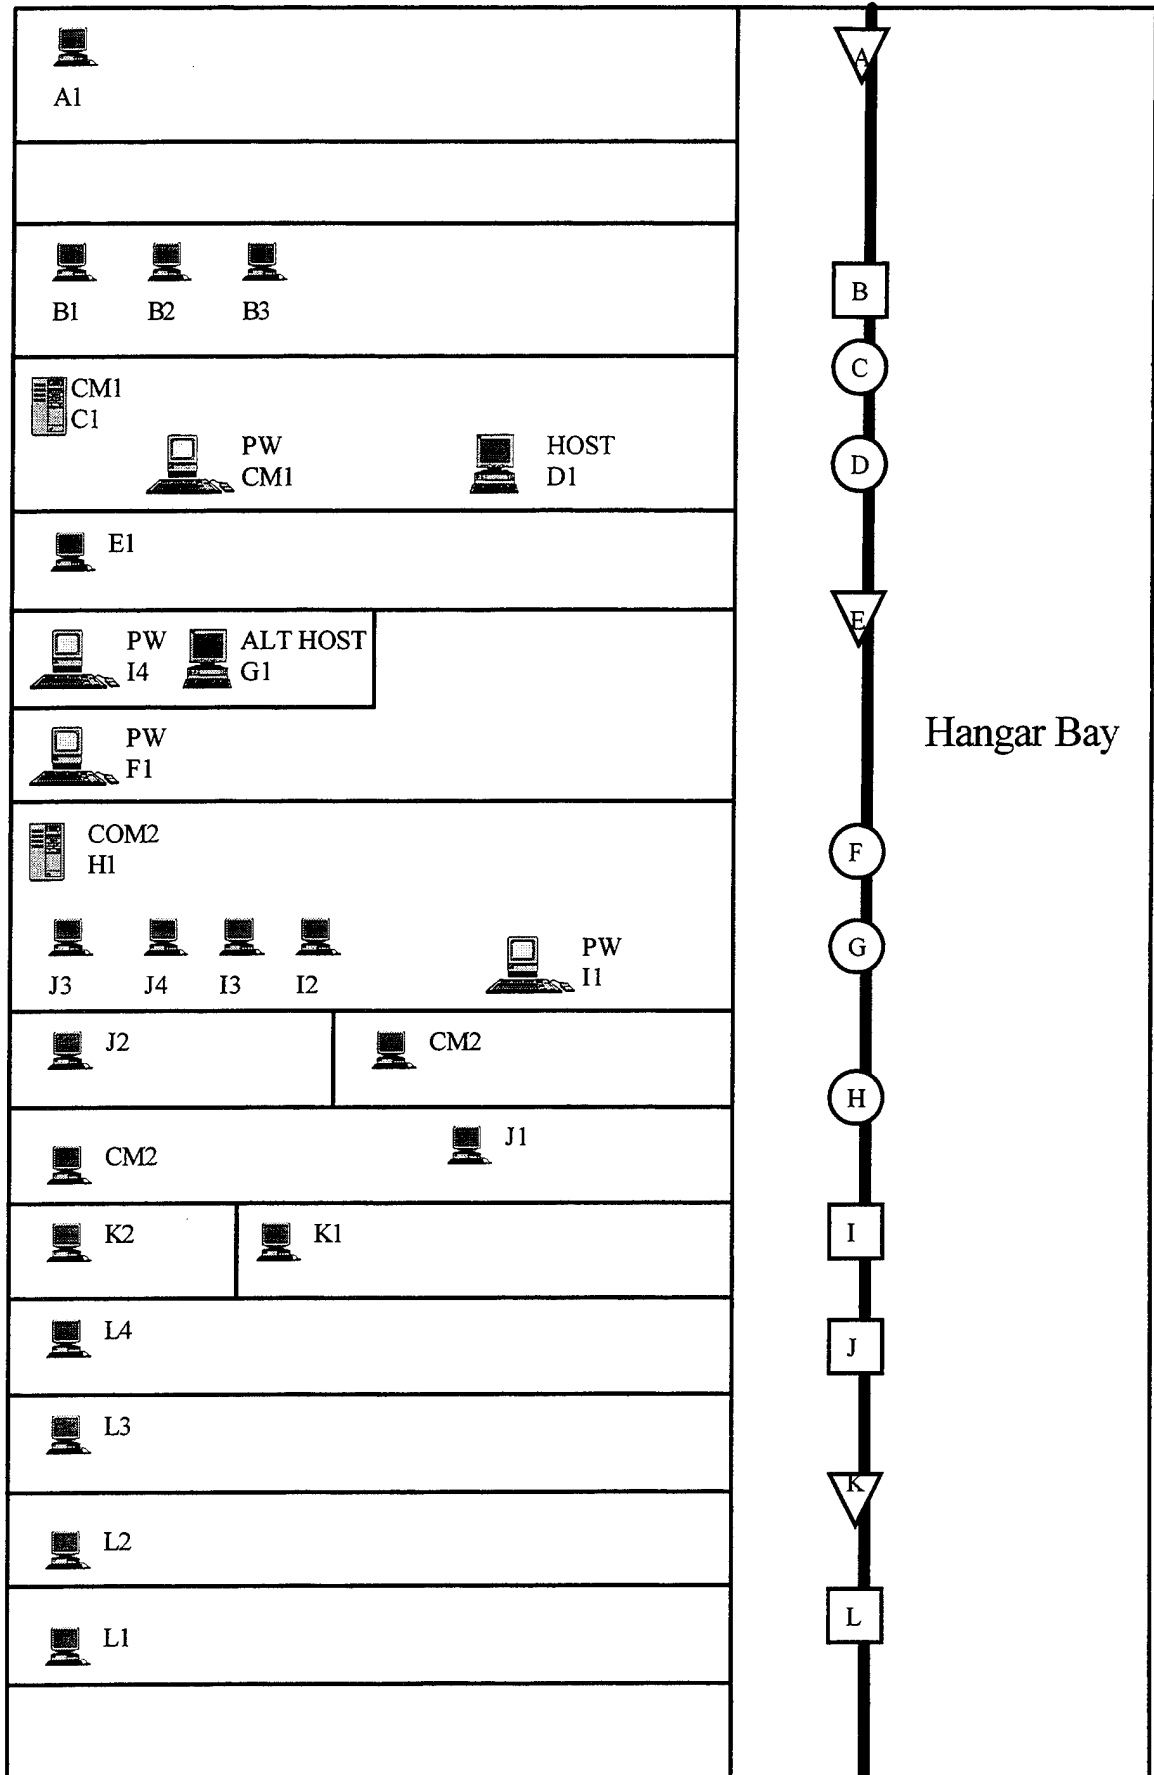 A1
A
B1 B2 B3
B
CM1
C1
C
PW
CM1
HOST
D1
D
E1
E
PW
I4
ALT HOST
G1
PW
F1
Hangar Bay
COM2
H1
F
J3 J4 I3 I2
PW
I1
G
J2
CM2
H
CM2
J1
K2
K1
I
L4
J
L3
K
L2
L
L1